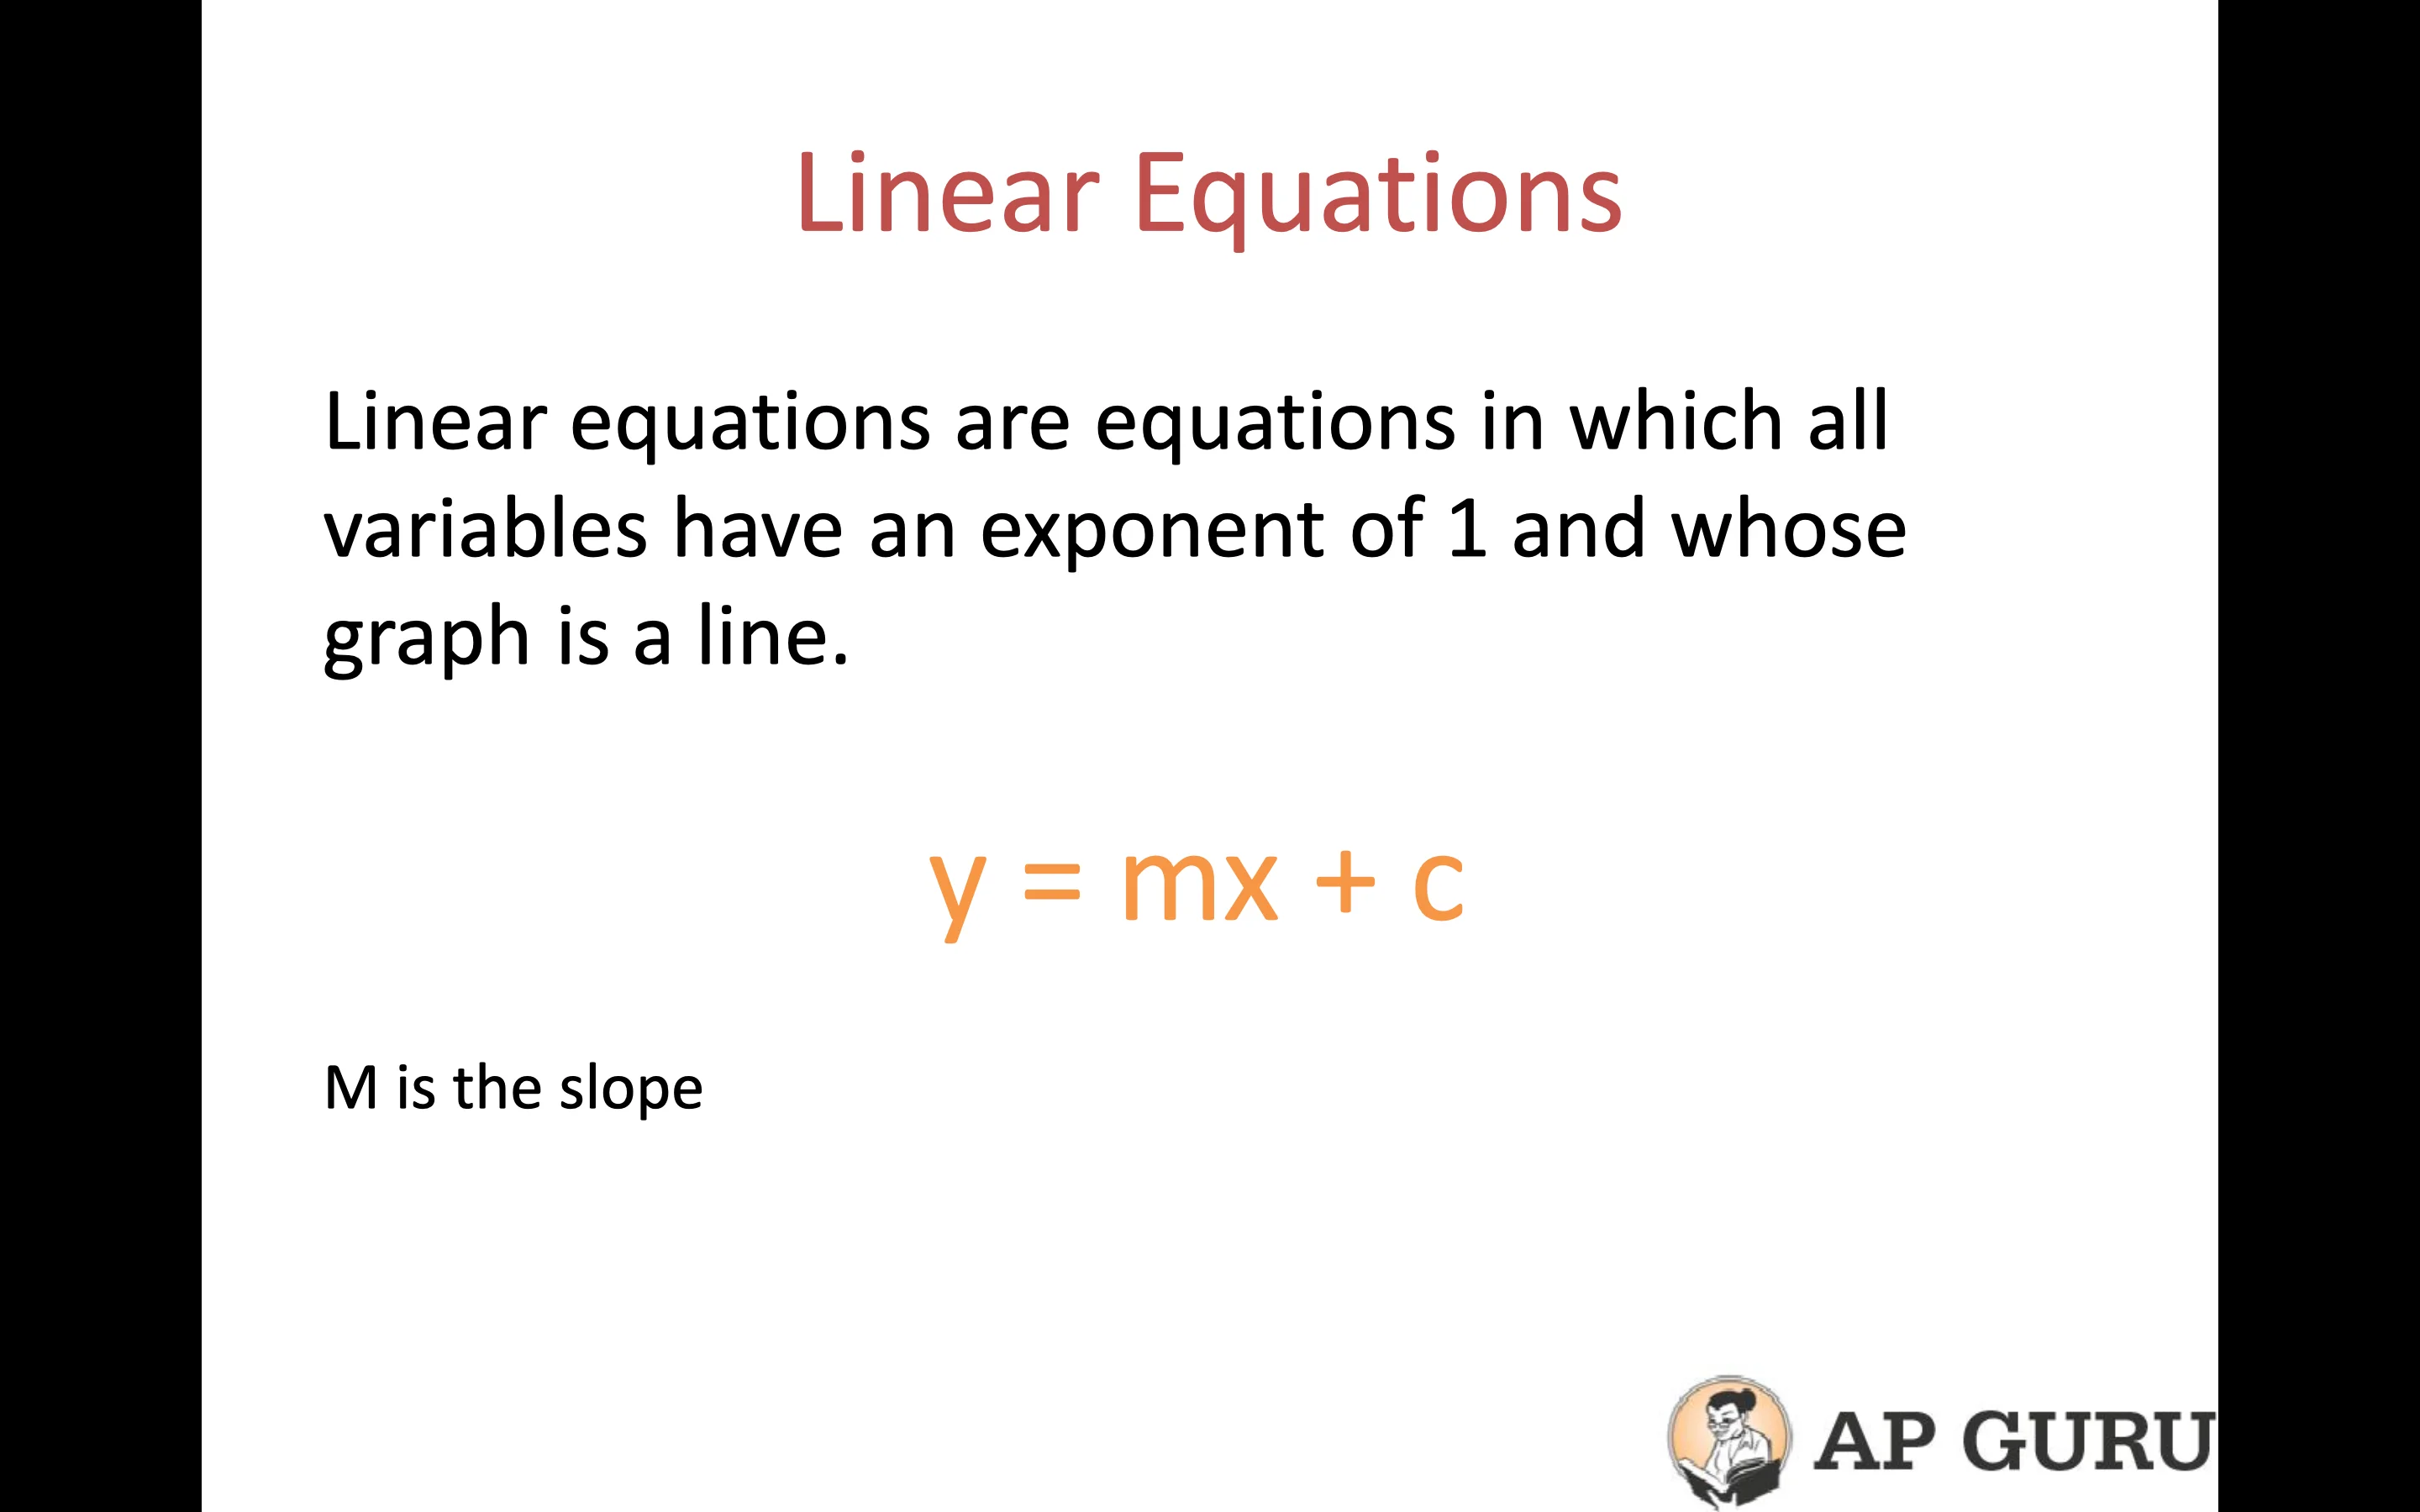 Linear Equations
Linear equations are equations in which all
variables have an exponent of 1 and whose
graph is a line.
y = mx + c
M is the slope
AP GURU